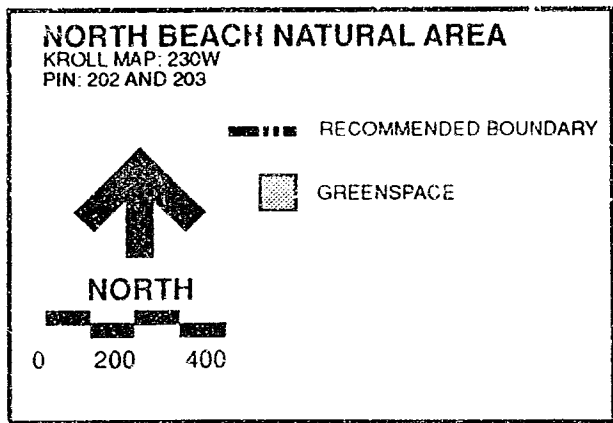 NORTH BEACH NATURAL AREA
KROLL MAP: 230W
PIN: 202 AND 203
RECOMMENDED BOUNDARY
GREENSPACE
NORTH
0 200 400